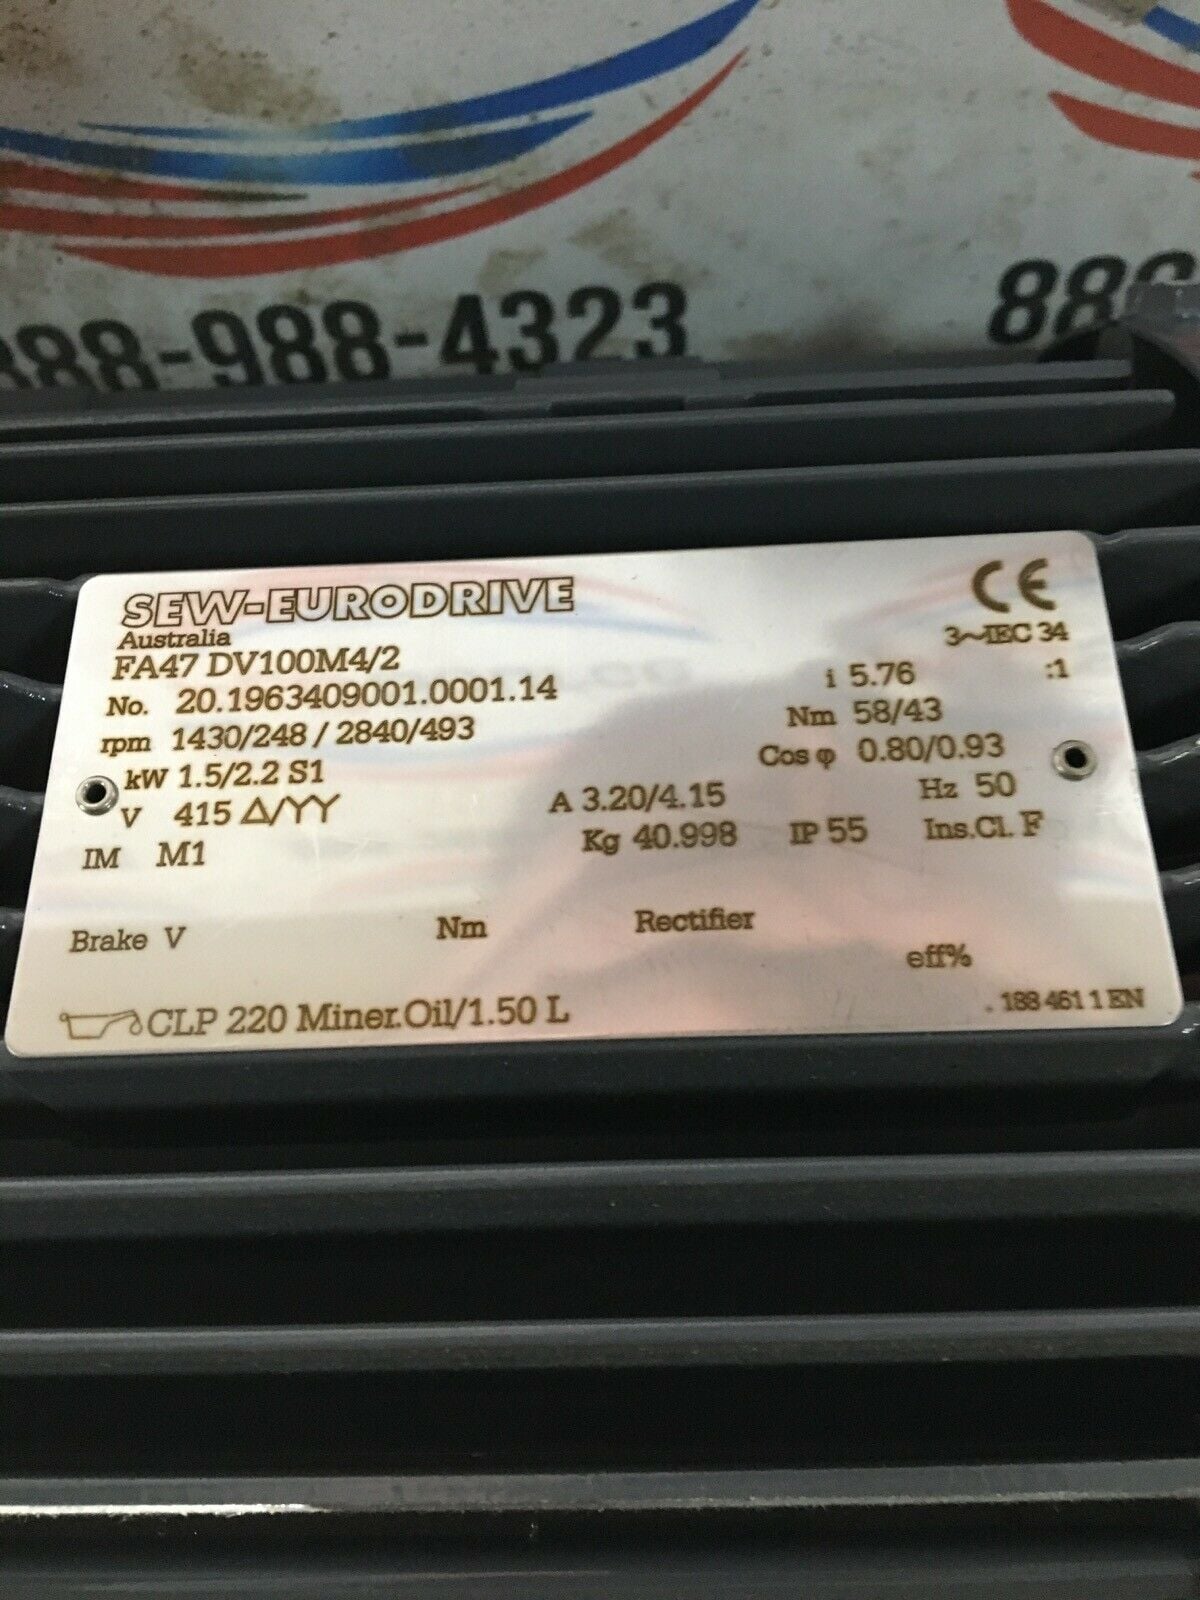 888-988-4323
SEW-EURODRIVE
CE
Australia
3~IEC 34
FA47 DV100M4/2
No. 20.1963409001.0001.14
i 5.76 :1
rpm 1430/248 / 2840/493
Nm 58/43
kW 1.5/2.2 S1
Cos φ 0.80/0.93
V 415 Δ/YY
A 3.20/4.15
Hz 50
IM M1
Kg 40.998
IP 55
Ins.Cl. F
Brake V
Nm
Rectifier
eff%
CLP 220 Miner.Oil/1.50 L
. 188 461 1 EN